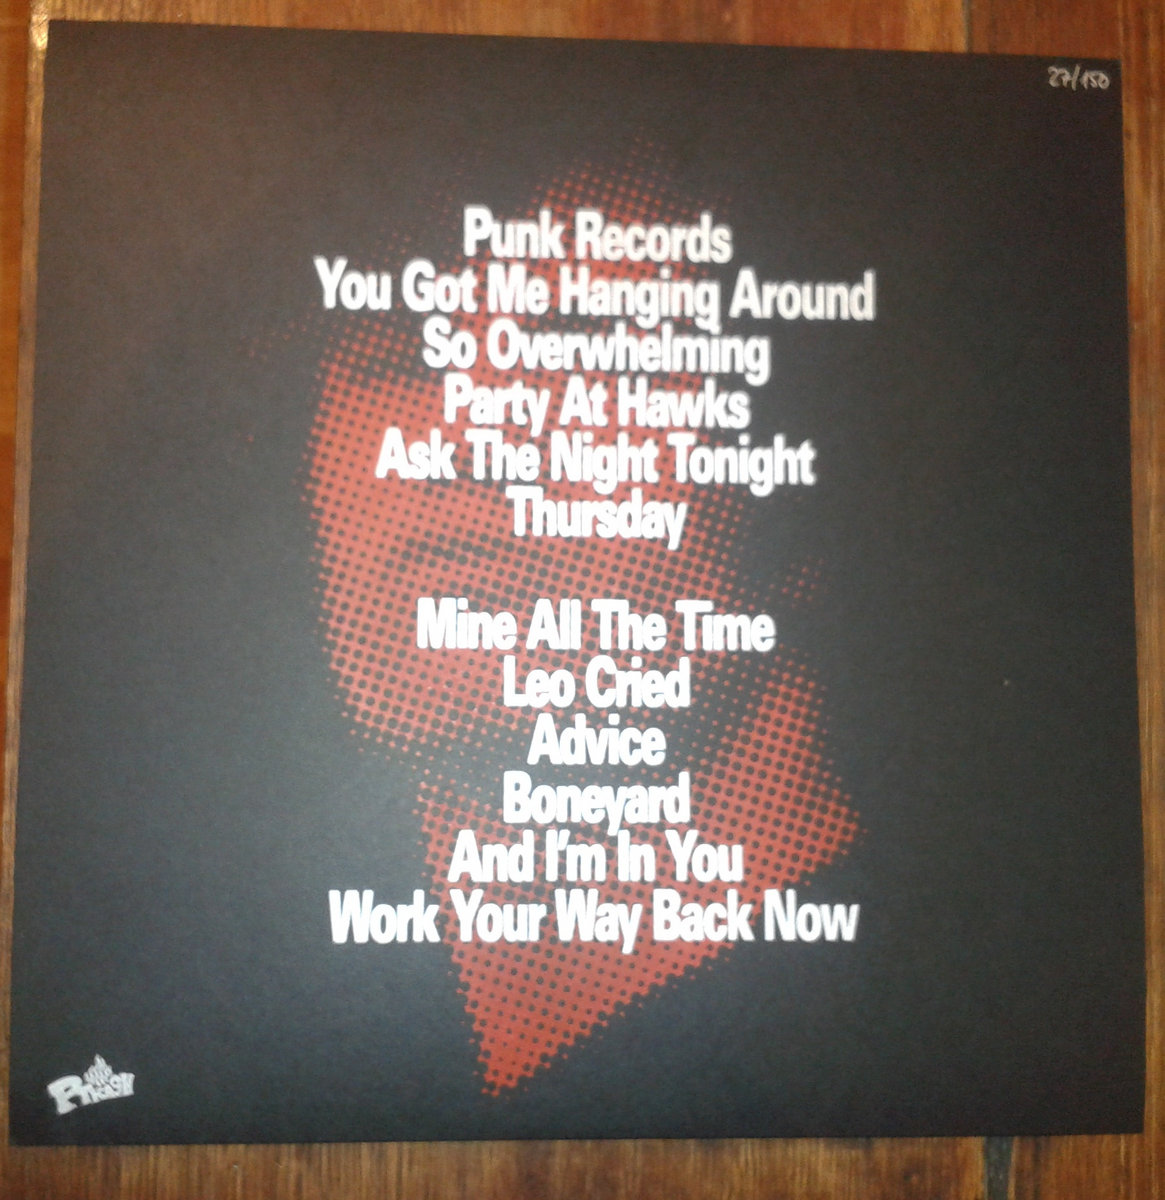 27/150
Punk Records
You Got Me Hanging Around
So Overwhelming
Party At Hawks
Ask The Night Tonight
Thursday
Mine All The Time
Leo Cried
Advice
Boneyard
And I'm In You
Work Your Way Back Now